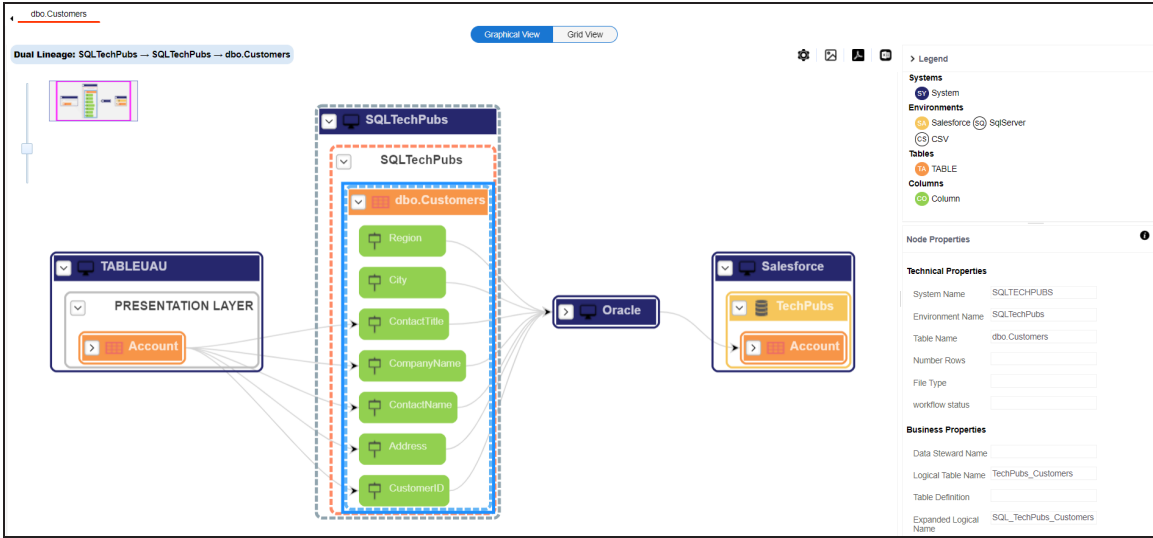 dbo.Customers
Graphical View Grid View
Dual Lineage: SQLTechPubs → SQLTechPubs → dbo.Customers
SQLTechPubs
SQLTechPubs
dbo.Customers
Region
City
ContactTitle
CompanyName
ContactName
Address
CustomerID
TABLEUAU
PRESENTATION LAYER
Account
Oracle
Salesforce
TechPubs
Account
Legend
Systems
SY System
Environments
SA Salesforce SQ SqlServer
CS CSV
Tables
TA TABLE
Columns
CO Column
Node Properties
Technical Properties
System Name SQLTECHPUBS
Environment Name SQLTechPubs
Table Name dbo.Customers
Number Rows
File Type
workflow status
Business Properties
Data Steward Name
Logical Table Name TechPubs_Customers
Table Definition
Expanded Logical Name SQL_TechPubs_Customers